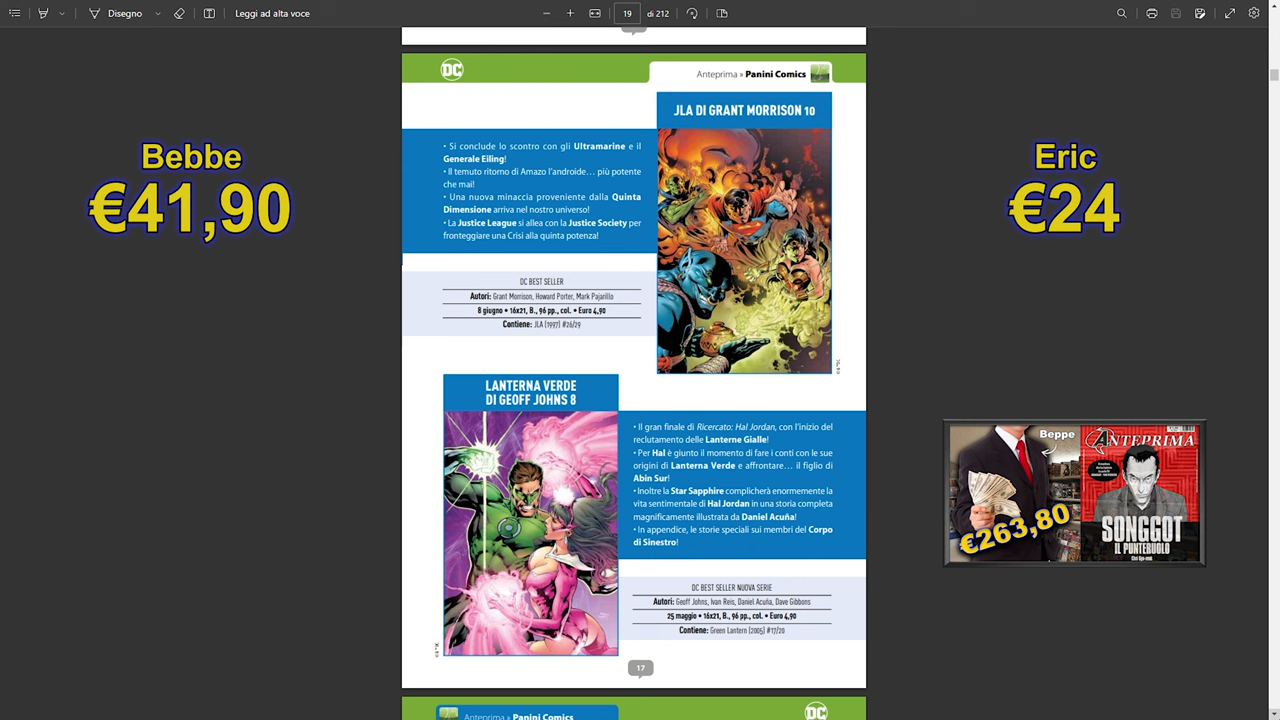 Disegno
Leggi ad alta voce
19
di 212
DC
Anteprima » Panini Comics
JLA DI GRANT MORRISON 10
• Si conclude lo scontro con gli Ultramarine e il
Generale Eiling!
• Il temuto ritorno di Amazo l'androide… più potente
che mai!
• Una nuova minaccia proveniente dalla Quinta
Dimensione arriva nel nostro universo!
• La Justice League si allea con la Justice Society per
fronteggiare una Crisi alla quinta potenza!
DC BEST SELLER
Autori: Grant Morrison, Howard Porter, Mark Pajarillo
8 giugno • 16x21, B., 96 pp., col. • Euro 4,90
Contiene: JLA (1997) #26/29
LANTERNA VERDE
DI GEOFF JOHNS 8
• Il gran finale di Ricercato: Hal Jordan, con l'inizio del
reclutamento delle Lanterne Gialle!
• Per Hal è giunto il momento di fare i conti con le sue
origini di Lanterna Verde e affrontare… il figlio di
Abin Sur!
• Inoltre la Star Sapphire complicherà enormemente la
vita sentimentale di Hal Jordan in una storia completa
magnificamente illustrata da Daniel Acuña!
• In appendice, le storie speciali sui membri del Corpo
di Sinestro!
DC BEST SELLER NUOVA SERIE
Autori: Geoff Johns, Ivan Reis, Daniel Acuña, Dave Gibbons
25 maggio • 16x21, B., 96 pp., col. • Euro 4,90
Contiene: Green Lantern (2005) #17/20
17
Anteprima » Panini Comics
DC
Bebbe
€41,90
Eric
€24
Beppe
€263,80
ANTEPRIMA
SONGGOT
IL PUNTERUOLO